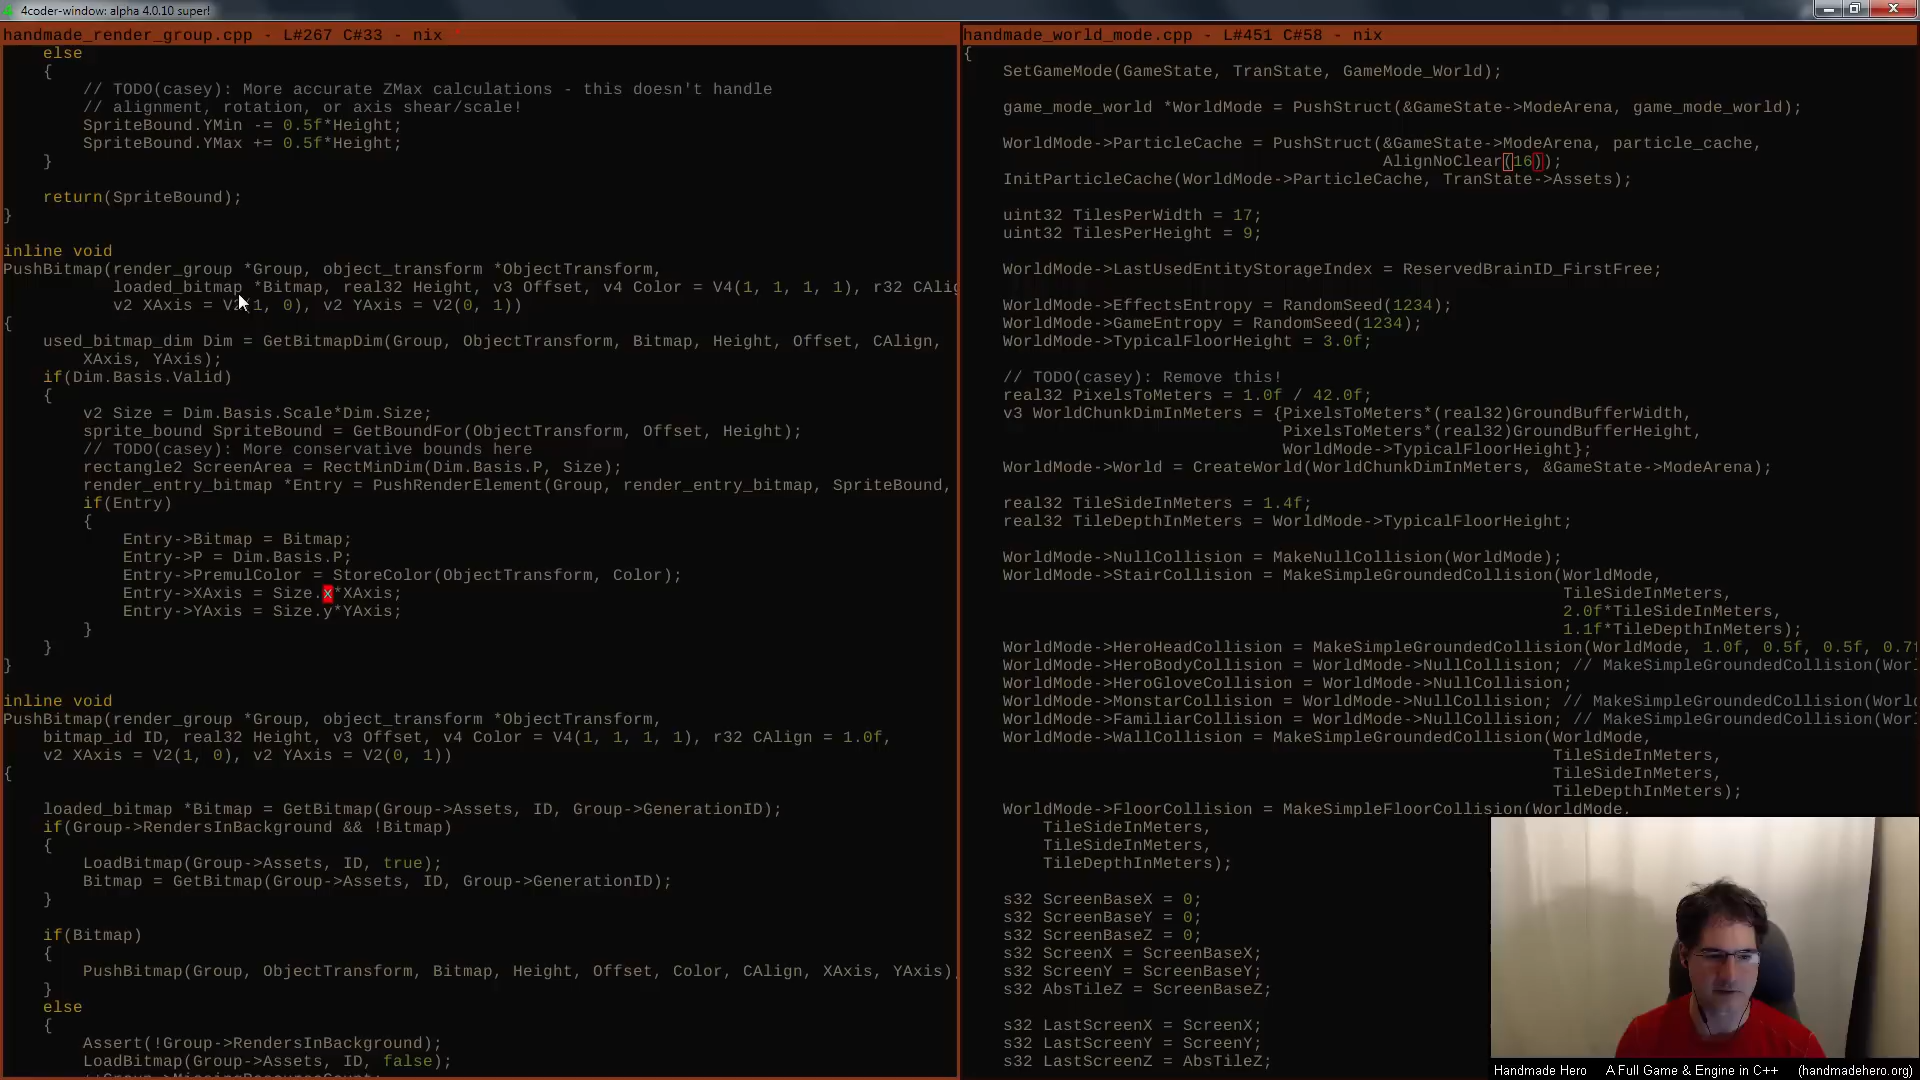 4coder-window: alpha 4.0.10 super!
handmade_render_group.cpp - L#267 C#33 - nix *
else
{
// TODO(casey): More accurate ZMax calculations - this doesn't handle
// alignment, rotation, or axis shear/scale!
SpriteBound.YMin -= 0.5f*Height;
SpriteBound.YMax += 0.5f*Height;
}
return(SpriteBound);
}
inline void
PushBitmap(render_group *Group, object_transform *ObjectTransform,
loaded_bitmap *Bitmap, real32 Height, v3 Offset, v4 Color = V4(1, 1, 1, 1), r32 CAlig
v2 XAxis = V2(1, 0), v2 YAxis = V2(0, 1))
{
used_bitmap_dim Dim = GetBitmapDim(Group, ObjectTransform, Bitmap, Height, Offset, CAlign,
XAxis, YAxis);
if(Dim.Basis.Valid)
{
v2 Size = Dim.Basis.Scale*Dim.Size;
sprite_bound SpriteBound = GetBoundFor(ObjectTransform, Offset, Height);
// TODO(casey): More conservative bounds here
rectangle2 ScreenArea = RectMinDim(Dim.Basis.P, Size);
render_entry_bitmap *Entry = PushRenderElement(Group, render_entry_bitmap, SpriteBound,
if(Entry)
{
Entry->Bitmap = Bitmap;
Entry->P = Dim.Basis.P;
Entry->PremulColor = StoreColor(ObjectTransform, Color);
Entry->XAxis = Size.x*XAxis;
Entry->YAxis = Size.y*YAxis;
}
}
}
inline void
PushBitmap(render_group *Group, object_transform *ObjectTransform,
bitmap_id ID, real32 Height, v3 Offset, v4 Color = V4(1, 1, 1, 1), r32 CAlign = 1.0f,
v2 XAxis = V2(1, 0), v2 YAxis = V2(0, 1))
{
loaded_bitmap *Bitmap = GetBitmap(Group->Assets, ID, Group->GenerationID);
if(Group->RendersInBackground && !Bitmap)
{
LoadBitmap(Group->Assets, ID, true);
Bitmap = GetBitmap(Group->Assets, ID, Group->GenerationID);
}
if(Bitmap)
{
PushBitmap(Group, ObjectTransform, Bitmap, Height, Offset, Color, CAlign, XAxis, YAxis)
}
else
{
Assert(!Group->RendersInBackground);
LoadBitmap(Group->Assets, ID, false);
handmade_world_mode.cpp - L#451 C#58 - nix
{
SetGameMode(GameState, TranState, GameMode_World);
game_mode_world *WorldMode = PushStruct(&GameState->ModeArena, game_mode_world);
WorldMode->ParticleCache = PushStruct(&GameState->ModeArena, particle_cache,
AlignNoClear(16));
InitParticleCache(WorldMode->ParticleCache, TranState->Assets);
uint32 TilesPerWidth = 17;
uint32 TilesPerHeight = 9;
WorldMode->LastUsedEntityStorageIndex = ReservedBrainID_FirstFree;
WorldMode->EffectsEntropy = RandomSeed(1234);
WorldMode->GameEntropy = RandomSeed(1234);
WorldMode->TypicalFloorHeight = 3.0f;
// TODO(casey): Remove this!
real32 PixelsToMeters = 1.0f / 42.0f;
v3 WorldChunkDimInMeters = {PixelsToMeters*(real32)GroundBufferWidth,
PixelsToMeters*(real32)GroundBufferHeight,
WorldMode->TypicalFloorHeight};
WorldMode->World = CreateWorld(WorldChunkDimInMeters, &GameState->ModeArena);
real32 TileSideInMeters = 1.4f;
real32 TileDepthInMeters = WorldMode->TypicalFloorHeight;
WorldMode->NullCollision = MakeNullCollision(WorldMode);
WorldMode->StairCollision = MakeSimpleGroundedCollision(WorldMode,
TileSideInMeters,
2.0f*TileSideInMeters,
1.1f*TileDepthInMeters);
WorldMode->HeroHeadCollision = MakeSimpleGroundedCollision(WorldMode, 1.0f, 0.5f, 0.5f, 0.7f
WorldMode->HeroBodyCollision = WorldMode->NullCollision; // MakeSimpleGroundedCollision(Worl
WorldMode->HeroGloveCollision = WorldMode->NullCollision;
WorldMode->MonstarCollision = WorldMode->NullCollision; // MakeSimpleGroundedCollision(World
WorldMode->FamiliarCollision = WorldMode->NullCollision; // MakeSimpleGroundedCollision(Worl
WorldMode->WallCollision = MakeSimpleGroundedCollision(WorldMode,
TileSideInMeters,
TileSideInMeters,
TileDepthInMeters);
WorldMode->FloorCollision = MakeSimpleFloorCollision(WorldMode,
TileSideInMeters,
TileSideInMeters,
TileDepthInMeters);
s32 ScreenBaseX = 0;
s32 ScreenBaseY = 0;
s32 ScreenBaseZ = 0;
s32 ScreenX = ScreenBaseX;
s32 ScreenY = ScreenBaseY;
s32 AbsTileZ = ScreenBaseZ;
s32 LastScreenX = ScreenX;
s32 LastScreenY = ScreenY;
s32 LastScreenZ = AbsTileZ;
Handmade Hero A Full Game & Engine in C++ (handmadehero.org)